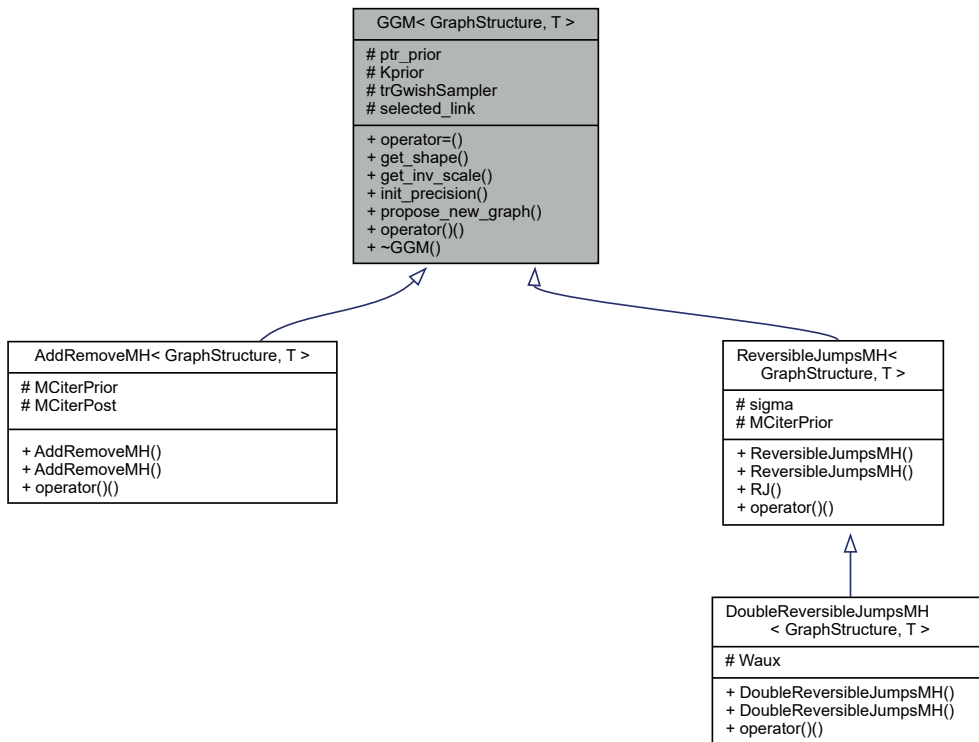 GGM< GraphStructure, T >
# ptr_prior
# Kprior
# trGwishSampler
# selected_link
+ operator=()
+ get_shape()
+ get_inv_scale()
+ init_precision()
+ propose_new_graph()
+ operator()()
+ ~GGM()
AddRemoveMH< GraphStructure, T >
# MCiterPrior
# MCiterPost
+ AddRemoveMH()
+ AddRemoveMH()
+ operator()()
ReversibleJumpsMH<
GraphStructure, T >
# sigma
# MCiterPrior
+ ReversibleJumpsMH()
+ ReversibleJumpsMH()
+ RJ()
+ operator()()
DoubleReversibleJumpsMH
< GraphStructure, T >
# Waux
+ DoubleReversibleJumpsMH()
+ DoubleReversibleJumpsMH()
+ operator()()